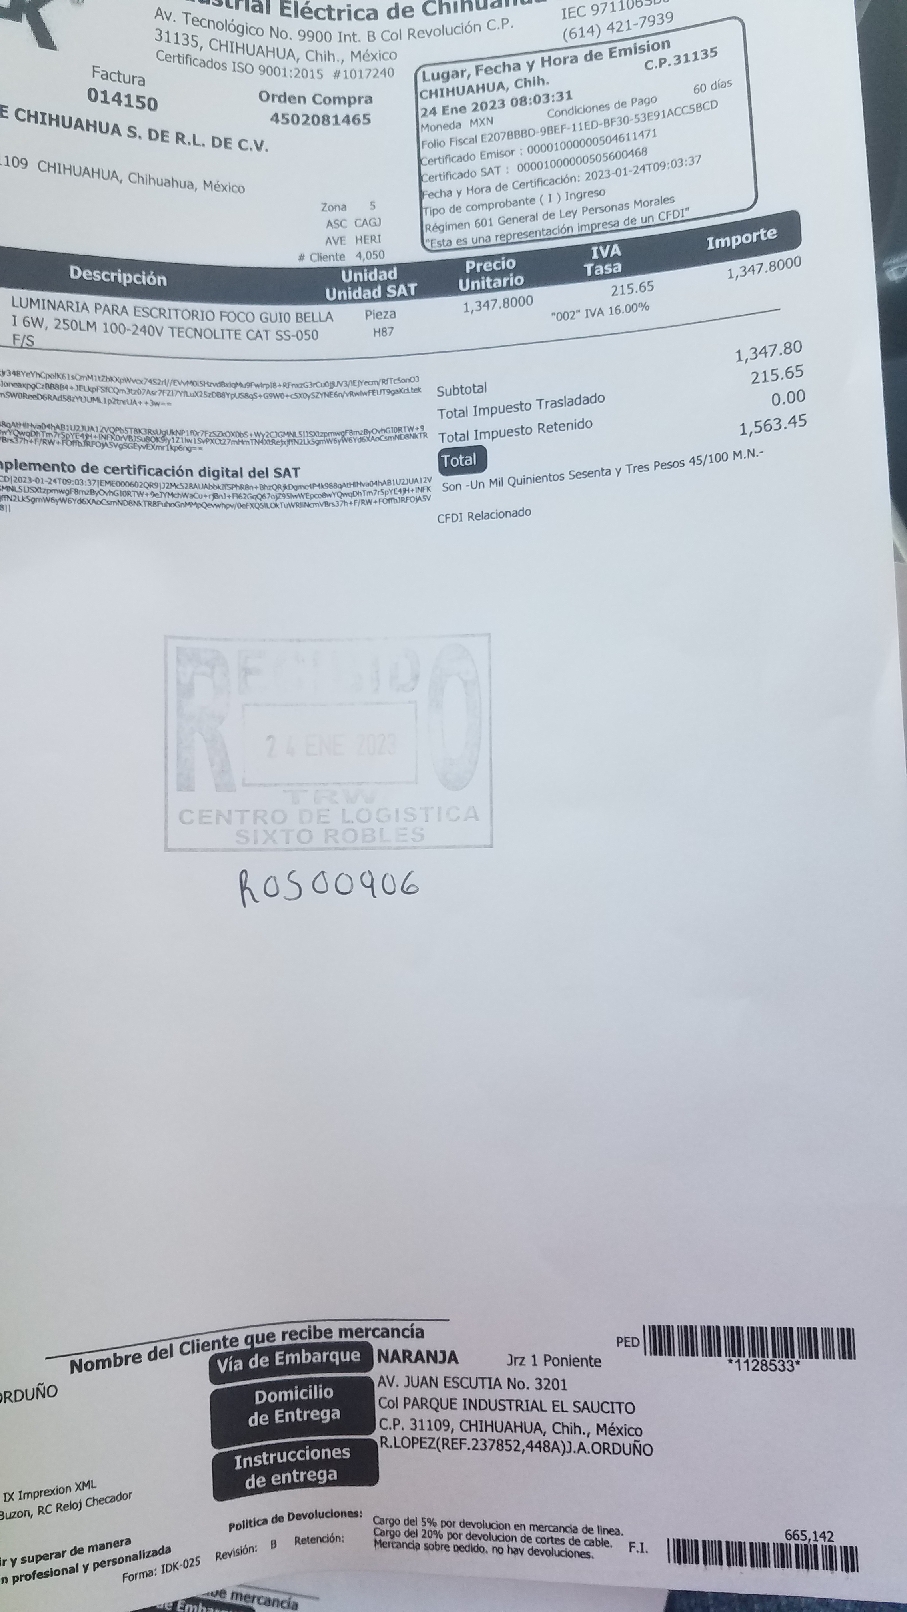 Eléctrica de Chihuahua
Av. Tecnológico No. 9900 Int. B Col Revolución C.P.
31135, CHIHUAHUA, Chih., México
Certificados ISO 9001:2015 #1017240
(614) 421-7939
Factura
014150
Orden Compra
4502081465
E CHIHUAHUA S. DE R.L. DE C.V.
109 CHIHUAHUA, Chihuahua, México
Lugar, Fecha y Hora de Emision
CHIHUAHUA, Chih. C.P.31135
24 Ene 2023 08:03:31
Moneda MXN Condiciones de Pago 60 días
Folio Fiscal E207BBBD-9BEF-11ED-BF30-53E91ACC5BCD
Certificado Emisor : 00001000000504611471
Certificado SAT : 00001000000505600468
Fecha y Hora de Certificación: 2023-01-24T09:03:37
Tipo de comprobante ( I ) Ingreso
Régimen 601 General de Ley Personas Morales
"Esta es una representación impresa de un CFDI"
Zona 5
ASC CAGJ
AVE HERI
# Cliente 4,050
Descripción Unidad Unidad SAT Precio Unitario IVA Tasa Importe
LUMINARIA PARA ESCRITORIO FOCO GUI0 BELLA Pieza 1,347.8000 215.65 1,347.8000
I 6W, 250LM 100-240V TECNOLITE CAT SS-050 H87 "002" IVA 16.00%
F/S
Subtotal 1,347.80
Total Impuesto Trasladado 215.65
Total Impuesto Retenido 0.00
Total 1,563.45
Son -Un Mil Quinientos Sesenta y Tres Pesos 45/100 M.N.-
CFDI Relacionado
plemento de certificación digital del SAT
RECIBIDO
24 ENE 2023
TRW
CENTRO DE LOGISTICA
SIXTO ROBLES
ROS00906
Nombre del Cliente que recibe mercancía
PED
*1128533*
ORDUÑO
Vía de Embarque NARANJA Jrz 1 Poniente
Domicilio de Entrega
AV. JUAN ESCUTIA No. 3201
Col PARQUE INDUSTRIAL EL SAUCITO
C.P. 31109, CHIHUAHUA, Chih., México
Instrucciones de entrega
R.LOPEZ(REF.237852,448A)J.A.ORDUÑO
IX Imprexion XML
Buzon, RC Reloj Checador
ir y superar de manera
n profesional y personalizada
Forma: IDK-025 Revisión: B Retención:
Politica de Devoluciones:
Cargo del 5% por devolucion en mercancia de linea.
Cargo del 20% por devolucion de cortes de cable.
Mercancia sobre pedido, no hay devoluciones.
F.I.
665,142
mercancía